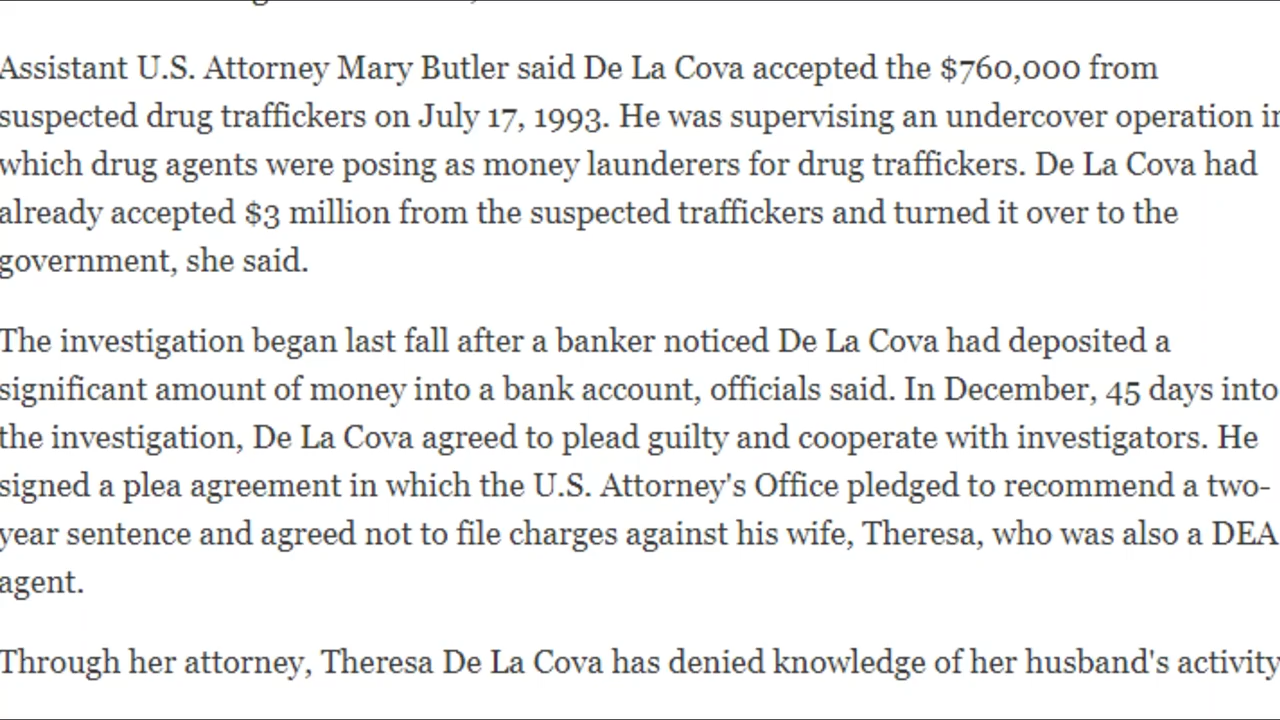 Assistant U.S. Attorney Mary Butler said De La Cova accepted the $760,000 from
suspected drug traffickers on July 17, 1993. He was supervising an undercover operation in
which drug agents were posing as money launderers for drug traffickers. De La Cova had
already accepted $3 million from the suspected traffickers and turned it over to the
government, she said.
The investigation began last fall after a banker noticed De La Cova had deposited a
significant amount of money into a bank account, officials said. In December, 45 days into
the investigation, De La Cova agreed to plead guilty and cooperate with investigators. He
signed a plea agreement in which the U.S. Attorney's Office pledged to recommend a two-
year sentence and agreed not to file charges against his wife, Theresa, who was also a DEA
agent.
Through her attorney, Theresa De La Cova has denied knowledge of her husband's activity